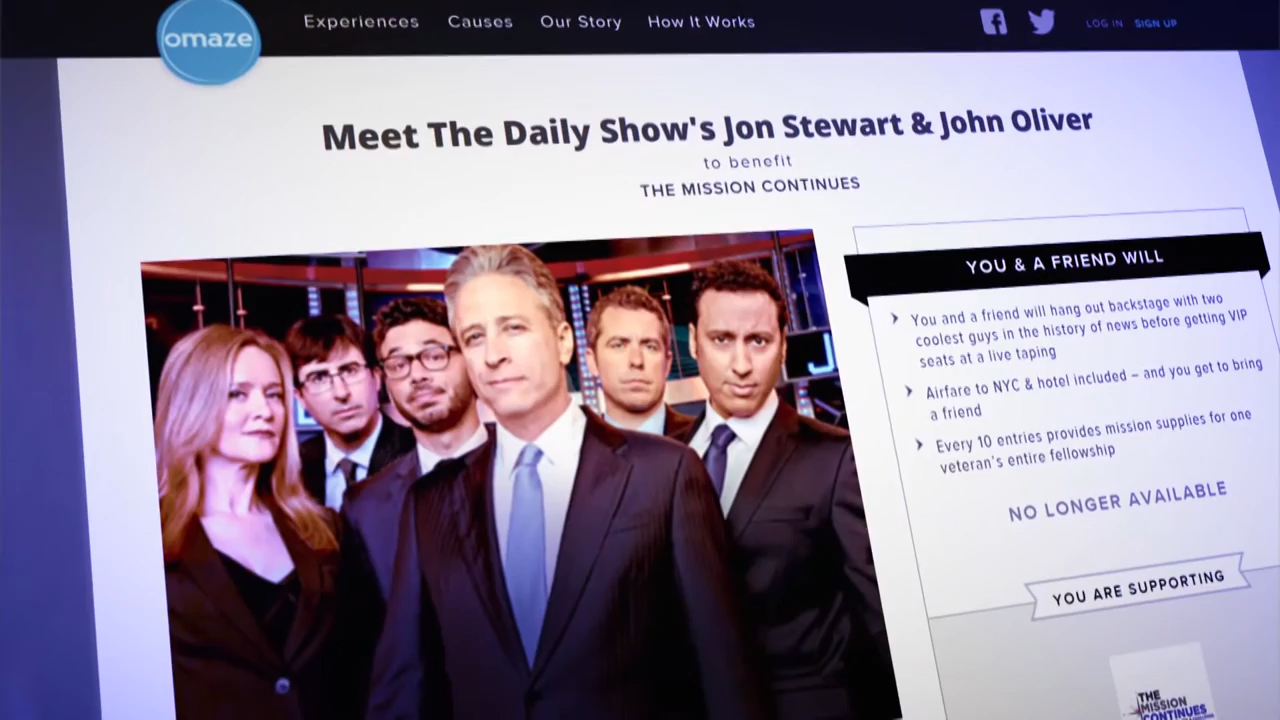 omaze
Experiences Causes Our Story How It Works
LOG IN SIGN UP
Meet The Daily Show's Jon Stewart & John Oliver
to benefit
THE MISSION CONTINUES
YOU & A FRIEND WILL
You and a friend will hang out backstage with two
coolest guys in the history of news before getting VIP
seats at a live taping
Airfare to NYC & hotel included – and you get to bring
a friend
Every 10 entries provides mission supplies for one
veteran's entire fellowship
NO LONGER AVAILABLE
YOU ARE SUPPORTING
THE
MISSION
CONTINUES